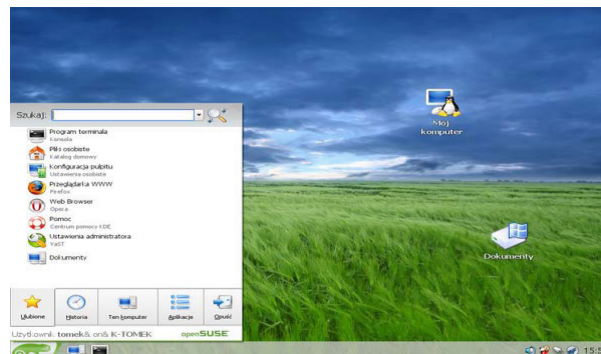 Szukaj:
Program terminala
Konsola
Pliki osobiste
Katalog domowy
Konfiguracja pulpitu
Ustawienia osobiste
Przeglądarka WWW
Firefox
Web Browser
Opera
Pomoc
Centrum pomocy KDE
Ustawienia administratora
YaST
Dokumenty
Ulubione
Historia
Ten komputer
Aplikacje
Opuść
Użytkownik tomek& on& K-TOMEK
openSUSE
Mój
komputer
Dokumenty